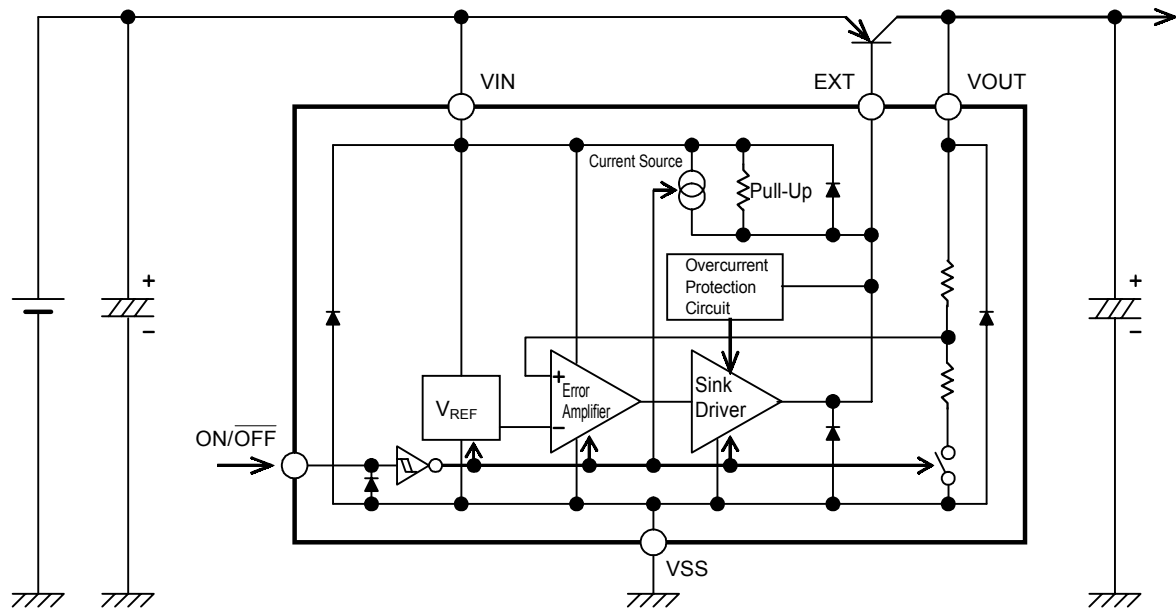 VIN
EXT
VOUT
Current Source
Pull-Up
Overcurrent
Protection
Circuit
+
−
+
−
+
Error
Amplifier
−
Sink
Driver
VREF
ON/OFF
VSS